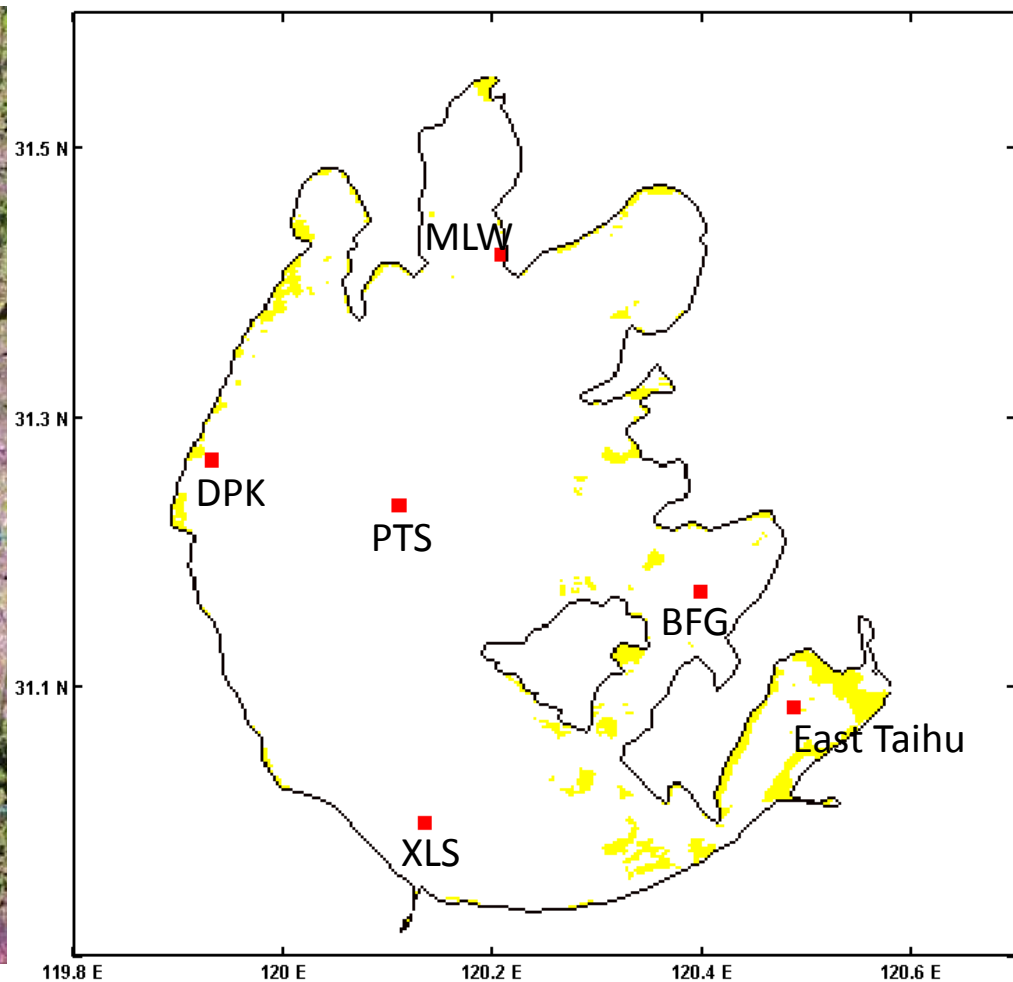 31.5 N
MLW
31.3 N
DPK
PTS
BFG
31.1 N
East Taihu
XLS
119.8 E
120 E
120.2 E
120.4 E
120.6 E